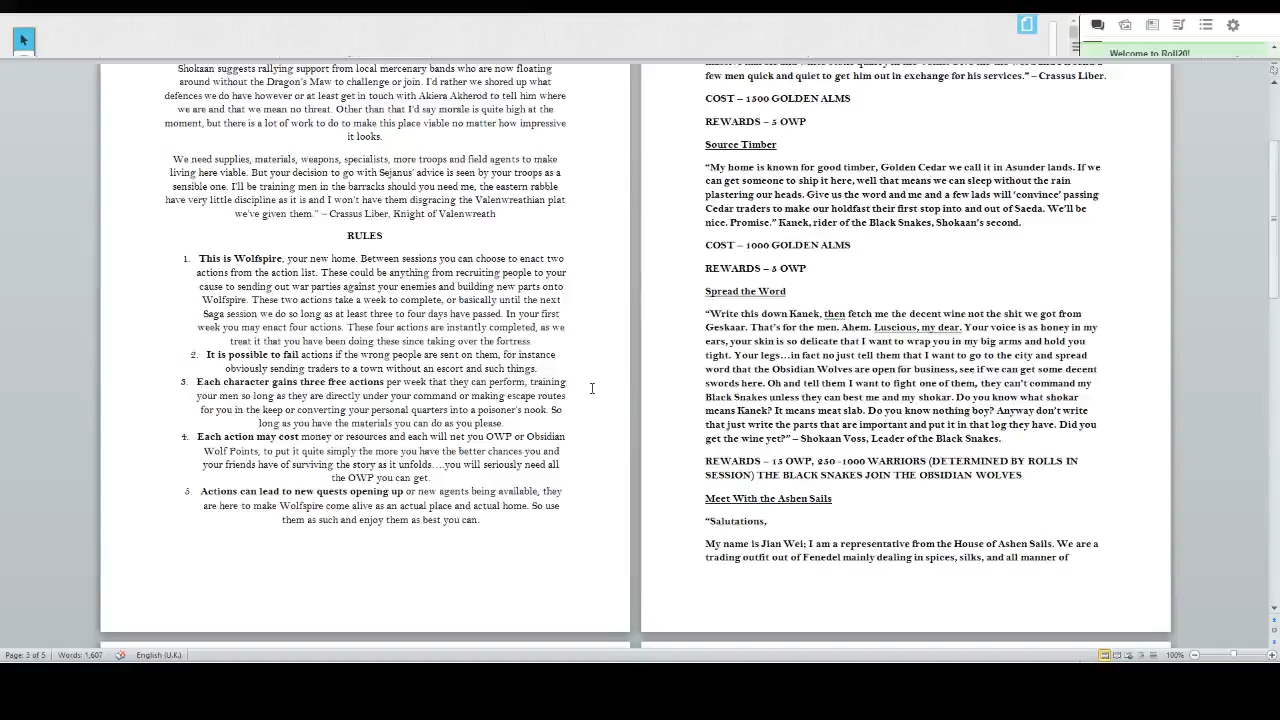 Welcome to Roll20!
Shokaan suggests rallying support from local mercenary bands who are now floating
around without the Dragon's Maw to challenge or join. I'd rather we shored up what
defences we do have however or at least get in touch with Akiera Akherod to tell him where
we are and that we mean no threat. Other than that I'd say morale is quite high at the
moment, but there is a lot of work to do to make this place viable no matter how impressive
it looks.
We need supplies, materials, weapons, specialists, more troops and field agents to make
living here viable. But your decision to go with Sejanus' advice is seen by your troops as a
sensible one. I'll be training men in the barracks should you need me, the eastern rabble
have very little discipline as it is and I won't have them disgracing the Valenwreathian plat
we've given them." – Crassus Liber, Knight of Valenwreath
RULES
1. This is Wolfspire, your new home. Between sessions you can choose to enact two
actions from the action list. These could be anything from recruiting people to your
cause to sending out war parties against your enemies and building new parts onto
Wolfspire. These two actions take a week to complete, or basically until the next
Saga session we do so long as at least three to four days have passed. In your first
week you may enact four actions. These four actions are instantly completed, as we
treat it that you have been doing these since taking over the fortress.
2. It is possible to fail actions if the wrong people are sent on them, for instance
obviously sending traders to a town without an escort and such things.
3. Each character gains three free actions per week that they can perform, training
your men so long as they are directly under your command or making escape routes
for you in the keep or converting your personal quarters into a poisoner's nook. So
long as you have the materials you can do as you please.
4. Each action may cost money or resources and each will net you OWP or Obsidian
Wolf Points, to put it quite simply the more you have the better chances you and
your friends have of surviving the story as it unfolds....you will seriously need all
the OWP you can get.
5. Actions can lead to new quests opening up or new agents being available, they
are here to make Wolfspire come alive as an actual place and actual home. So use
them as such and enjoy them as best you can.
few men quick and quiet to get him out in exchange for his services." – Crassus Liber.
COST – 1500 GOLDEN ALMS
REWARDS – 5 OWP
Source Timber
"My home is known for good timber, Golden Cedar we call it in Asunder lands. If we
can get someone to ship it here, well that means we can sleep without the rain
plastering our heads. Give us the word and me and a few lads will 'convince' passing
Cedar traders to make our holdfast their first stop into and out of Saeda. We'll be
nice. Promise." Kanek, rider of the Black Snakes, Shokaan's second.
COST – 1000 GOLDEN ALMS
REWARDS – 5 OWP
Spread the Word
"Write this down Kanek, then fetch me the decent wine not the shit we got from
Geskaar. That's for the men. Ahem. Luscious, my dear. Your voice is as honey in my
ears, your skin is so delicate that I want to wrap you in my big arms and hold you
tight. Your legs...in fact no just tell them that I want to go to the city and spread
word that the Obsidian Wolves are open for business, see if we can get some decent
swords here. Oh and tell them I want to fight one of them, they can't command my
Black Snakes unless they can best me and my shokar. Do you know what shokar
means Kanek? It means meat slab. Do you know nothing boy? Anyway don't write
that just write the parts that are important and put it in that log they have. Did you
get the wine yet?" – Shokaan Voss, Leader of the Black Snakes.
REWARDS – 15 OWP, 250 –1000 WARRIORS (DETERMINED BY ROLLS IN
SESSION) THE BLACK SNAKES JOIN THE OBSIDIAN WOLVES
Meet With the Ashen Sails
"Salutations,
My name is Jian Wei; I am a representative from the House of Ashen Sails. We are a
trading outfit out of Fenedel mainly dealing in spices, silks, and all manner of
Page: 3 of 5
Words: 1,607
English (U.K.)
100%